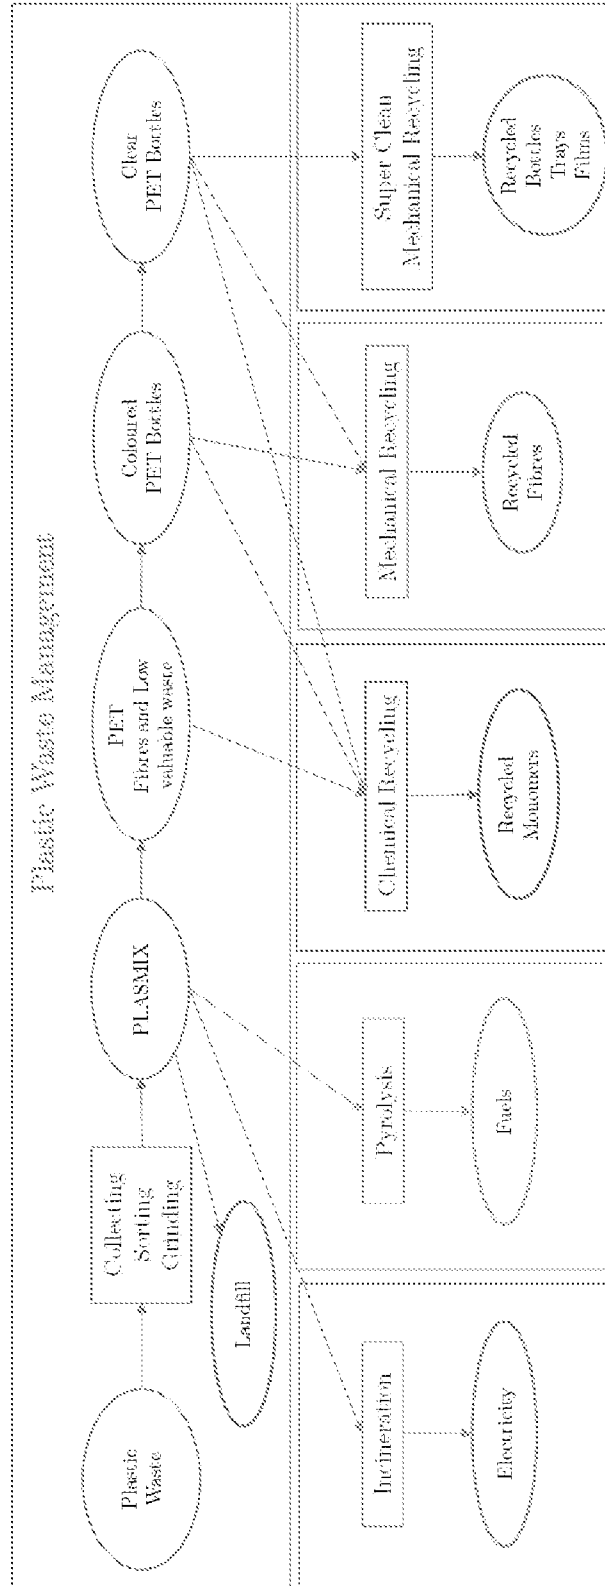 Plastic Waste Management
Plastic
Waste
Collecting
Sorting
Grinding
PLASMIX
PET
Fibres and Low
valuable waste
Coloured
PET Bottles
Clear
PET Bottles
Landfill
Incineration
Pyrolysis
Chemical Recycling
Mechanical Recycling
Super Clean
Mechanical Recycling
Electricity
Fuels
Recycled
Monomers
Recycled
Fibres
Recycled
Bottles
Trays
Films